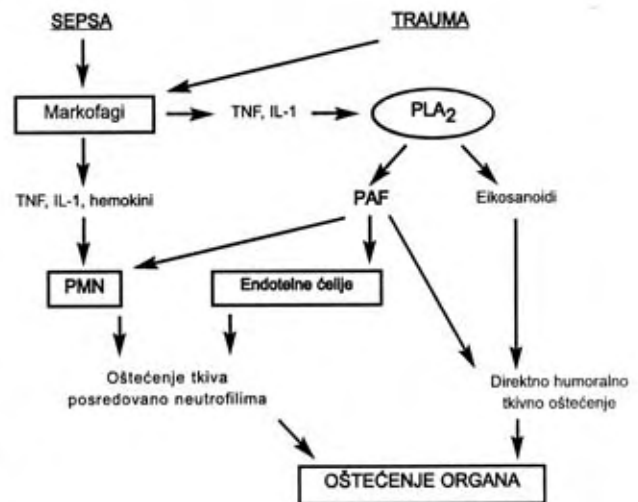 SEPSA
TRAUMA
Markofagi
TNF, IL-1
PLA2
TNF, IL-1, hemokini
PAF
Eikosanoidi
PMN
Endotelne ćelije
Oštećenje tkiva
posredovano neutrofilima
Direktno humoralno
tkivno oštećenje
OŠTEĆENJE ORGANA